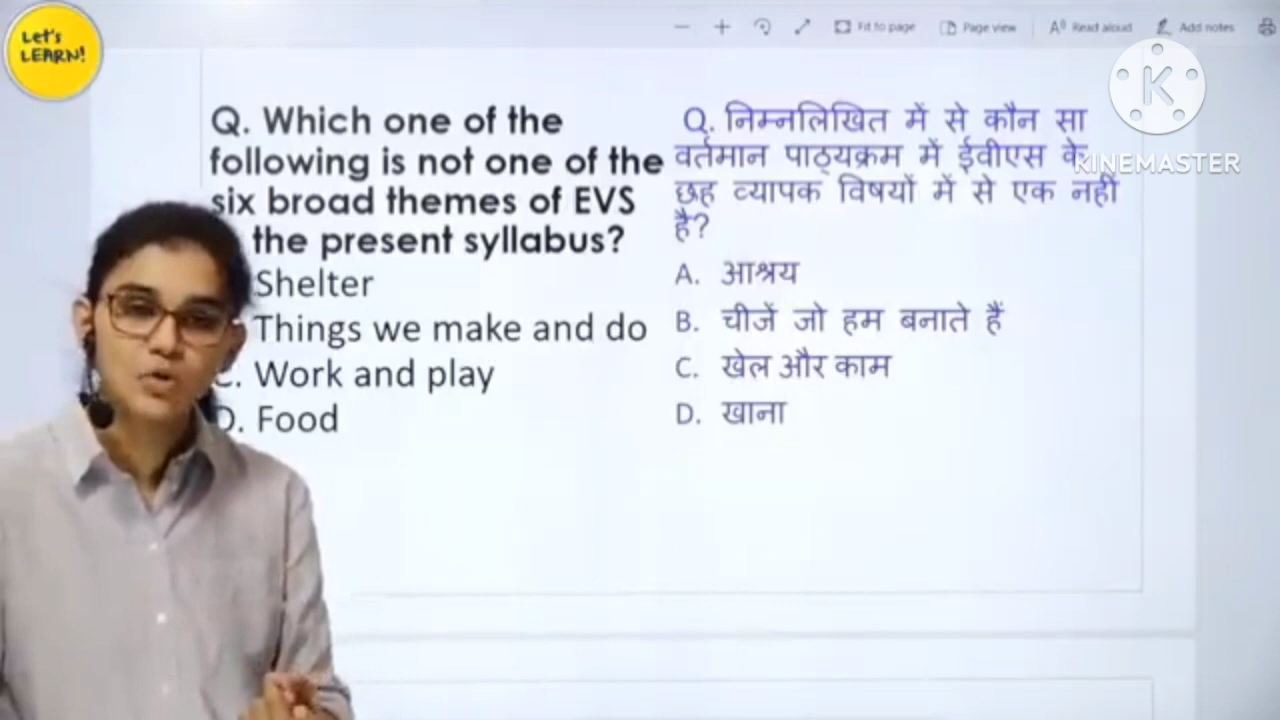 Let's
LEARN!
Fit to page
Page view
Read aloud
Add notes
K
KINEMASTER
Q. Which one of the
following is not one of the
six broad themes of EVS
the present syllabus?
Shelter
Things we make and do
C. Work and play
D. Food
Q. निम्नलिखित में से कौन सा
वर्तमान पाठ्यक्रम में ईवीएस के
छह व्यापक विषयों में से एक नहीं
है?
A. आश्रय
B. चीजें जो हम बनाते हैं
C. खेल और काम
D. खाना